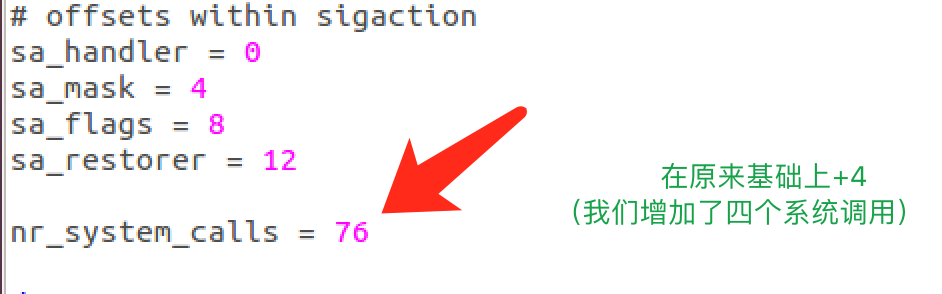 # offsets within sigaction
sa_handler = 0
sa_mask = 4
sa_flags = 8
sa_restorer = 12
在原来基础上+4
（我们增加了四个系统调用）
nr_system_calls = 76